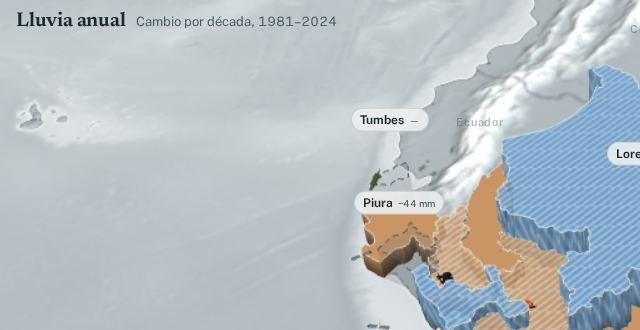 Lluvia anual Cambio por década, 1981–2024
Tumbes —
Ecuador
Lore
Piura −44 mm